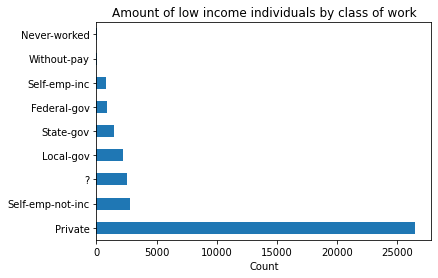 Amount of low income individuals by class of work
Never-worked
Without-pay
Self-emp-inc
Federal-gov
State-gov
Local-gov
?
Self-emp-not-inc
Private
0 5000 10000 15000 20000 25000
Count